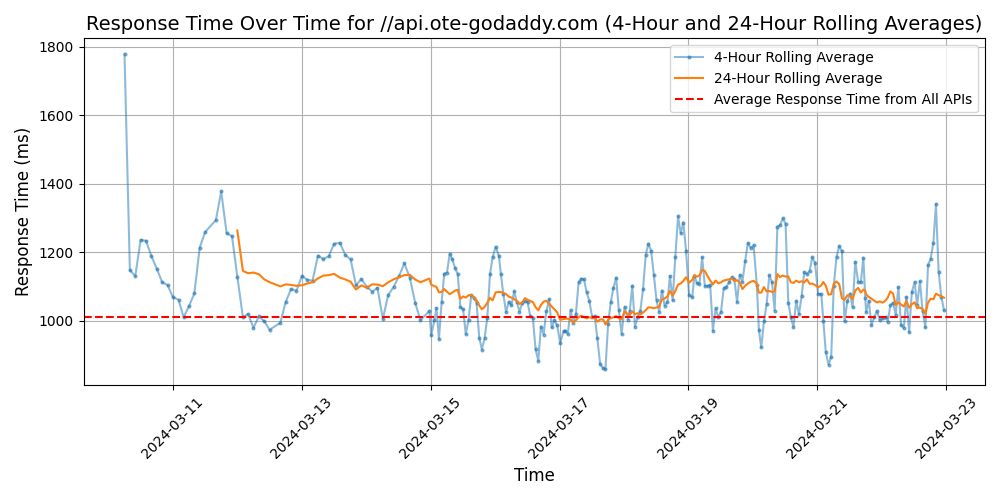 Response Time Over Time for //api.ote-godaddy.com (4-Hour and 24-Hour Rolling Averages)
4-Hour Rolling Average
24-Hour Rolling Average
Average Response Time from All APIs
Response Time (ms)
1800
1600
1400
1200
1000
2024-03-11
2024-03-13
2024-03-15
2024-03-17
2024-03-19
2024-03-21
2024-03-23
Time